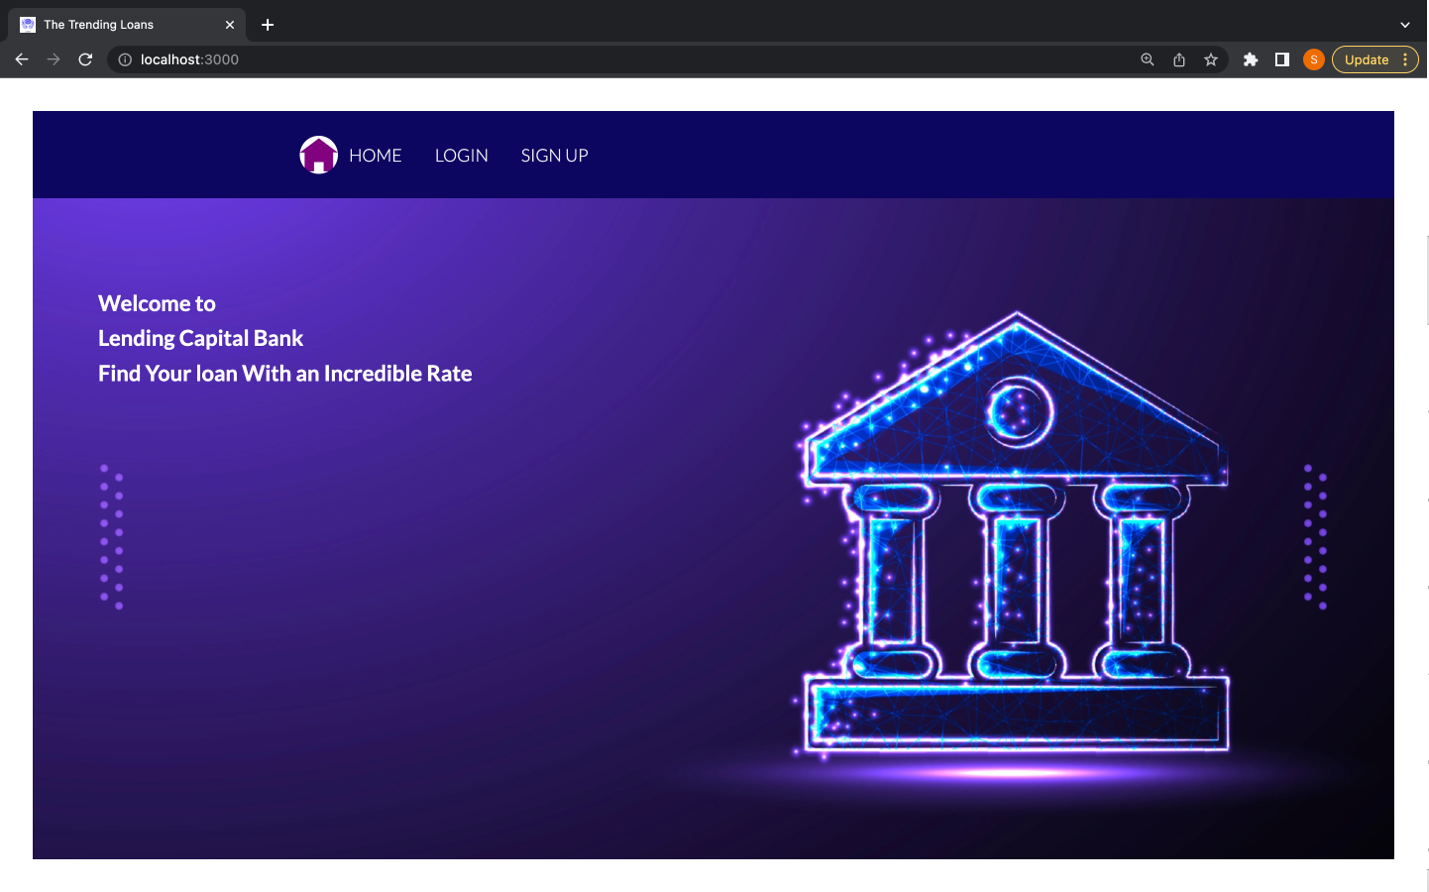 The Trending Loans
localhost:3000
S
Update
HOME LOGIN SIGN UP
Welcome to
Lending Capital Bank
Find Your loan With an Incredible Rate